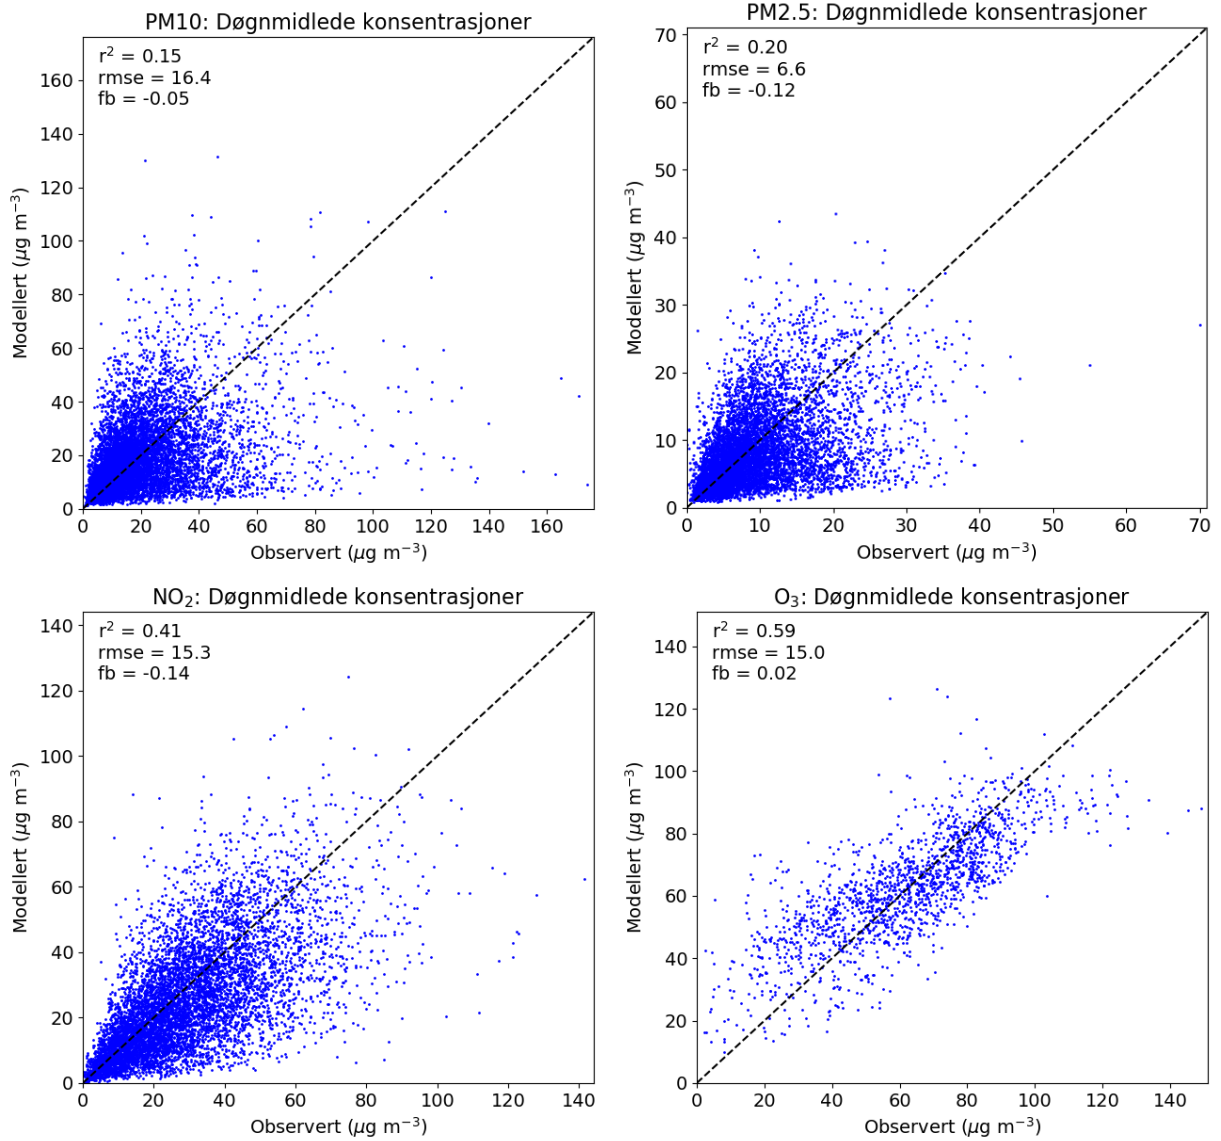 PM10: Døgnmidlede konsentrasjoner
r² = 0.15
rmse = 16.4
fb = -0.05
160
140
120
100
80
60
40
20
0
Modellert (μg m⁻³)
0 20 40 60 80 100 120 140 160
Observert (μg m⁻³)
PM2.5: Døgnmidlede konsentrasjoner
r² = 0.20
rmse = 6.6
fb = -0.12
70
60
50
40
30
20
10
0
Modellert (μg m⁻³)
0 10 20 30 40 50 60 70
Observert (μg m⁻³)
NO₂: Døgnmidlede konsentrasjoner
r² = 0.41
rmse = 15.3
fb = -0.14
140
120
100
80
60
40
20
0
Modellert (μg m⁻³)
0 20 40 60 80 100 120 140
Observert (μg m⁻³)
O₃: Døgnmidlede konsentrasjoner
r² = 0.59
rmse = 15.0
fb = 0.02
140
120
100
80
60
40
20
0
Modellert (μg m⁻³)
0 20 40 60 80 100 120 140
Observert (μg m⁻³)